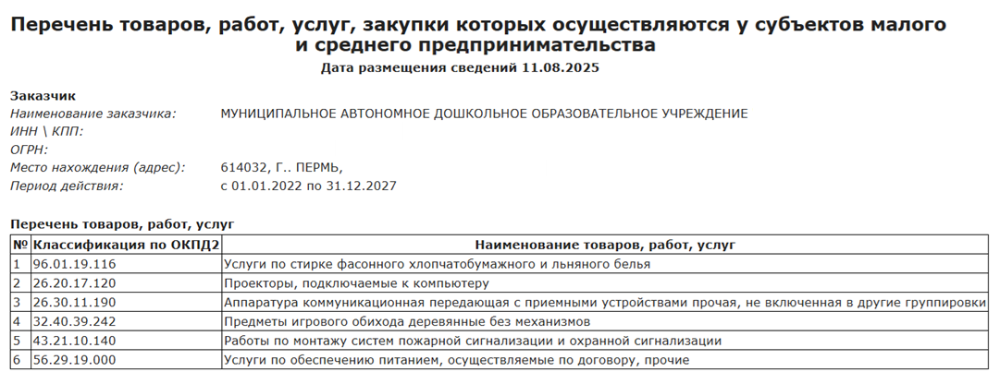 Перечень товаров, работ, услуг, закупки которых осуществляются у субъектов малого
и среднего предпринимательства
Дата размещения сведений 11.08.2025
Заказчик
Наименование заказчика: МУНИЦИПАЛЬНОЕ АВТОНОМНОЕ ДОШКОЛЬНОЕ ОБРАЗОВАТЕЛЬНОЕ УЧРЕЖДЕНИЕ
ИНН \ КПП:
ОГРН:
Место нахождения (адрес): 614032, Г.. ПЕРМЬ,
Период действия: с 01.01.2022 по 31.12.2027
Перечень товаров, работ, услуг
№ Классификация по ОКПД2 Наименование товаров, работ, услуг
1 96.01.19.116 Услуги по стирке фасонного хлопчатобумажного и льняного белья
2 26.20.17.120 Проекторы, подключаемые к компьютеру
3 26.30.11.190 Аппаратура коммуникационная передающая с приемными устройствами прочая, не включенная в другие группировки
4 32.40.39.242 Предметы игрового обихода деревянные без механизмов
5 43.21.10.140 Работы по монтажу систем пожарной сигнализации и охранной сигнализации
6 56.29.19.000 Услуги по обеспечению питанием, осуществляемые по договору, прочие